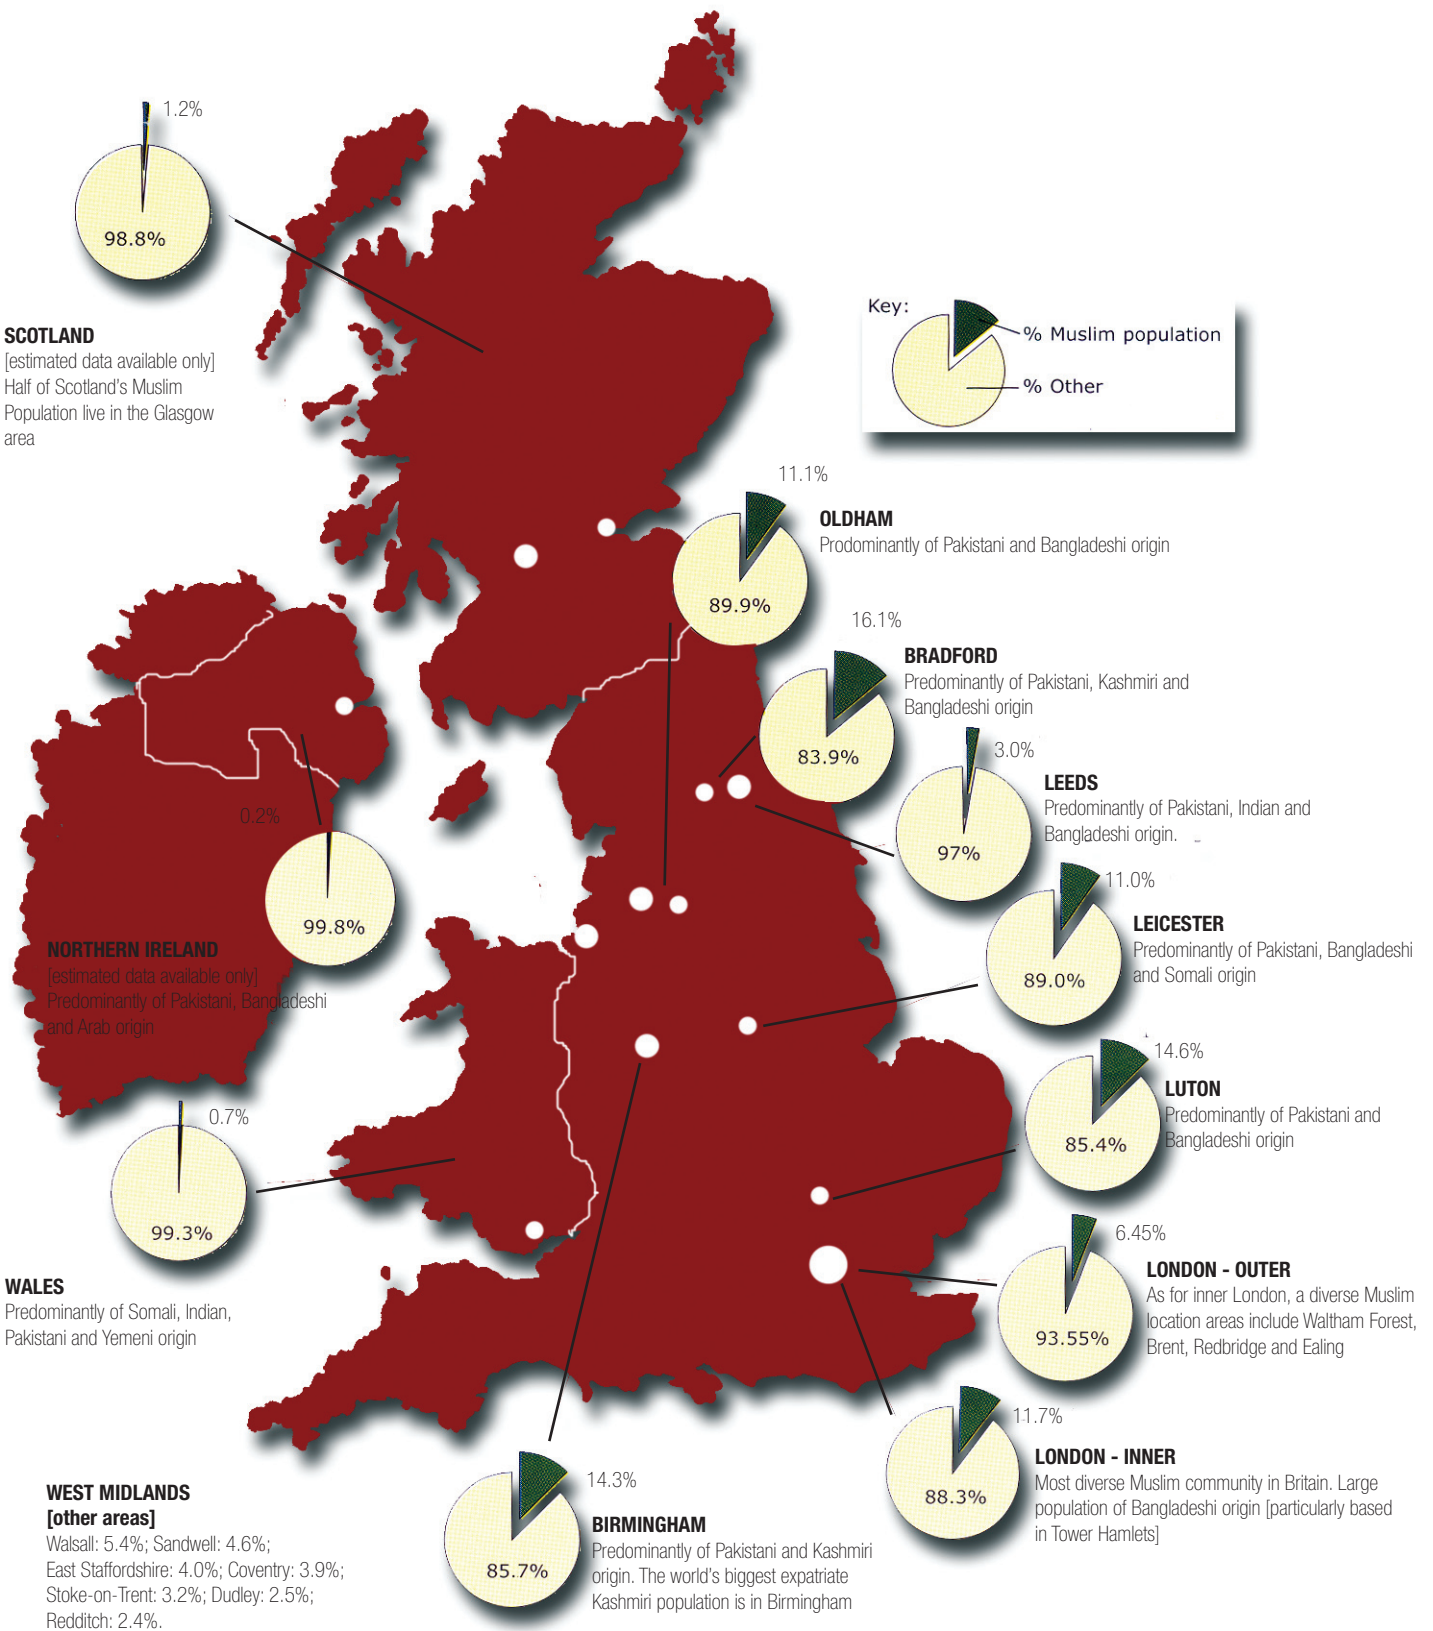 1.2%
98.8%
SCOTLAND
[estimated data available only]
Half of Scotland's Muslim
Population live in the Glasgow
area
Key:
% Muslim population
% Other
11.1%
89.9%
OLDHAM
Prodominantly of Pakistani and Bangladeshi origin
16.1%
83.9%
BRADFORD
Predominantly of Pakistani, Kashmiri and
Bangladeshi origin
3.0%
97%
LEEDS
Predominantly of Pakistani, Indian and
Bangladeshi origin.
0.2%
99.8%
NORTHERN IRELAND
[estimated data available only]
Predominantly of Pakistani, Bangladeshi
and Arab origin
11.0%
89.0%
LEICESTER
Predominantly of Pakistani, Bangladeshi
and Somali origin
14.6%
85.4%
LUTON
Predominantly of Pakistani and
Bangladeshi origin
0.7%
99.3%
WALES
Predominantly of Somali, Indian,
Pakistani and Yemeni origin
6.45%
93.55%
LONDON - OUTER
As for inner London, a diverse Muslim
location areas include Waltham Forest,
Brent, Redbridge and Ealing
11.7%
88.3%
LONDON - INNER
Most diverse Muslim community in Britain. Large
population of Bangladeshi origin [particularly based
in Tower Hamlets]
14.3%
85.7%
BIRMINGHAM
Predominantly of Pakistani and Kashmiri
origin. The world's biggest expatriate
Kashmiri population is in Birmingham
WEST MIDLANDS
[other areas]
Walsall: 5.4%; Sandwell: 4.6%;
East Staffordshire: 4.0%; Coventry: 3.9%;
Stoke-on-Trent: 3.2%; Dudley: 2.5%;
Redditch: 2.4%.